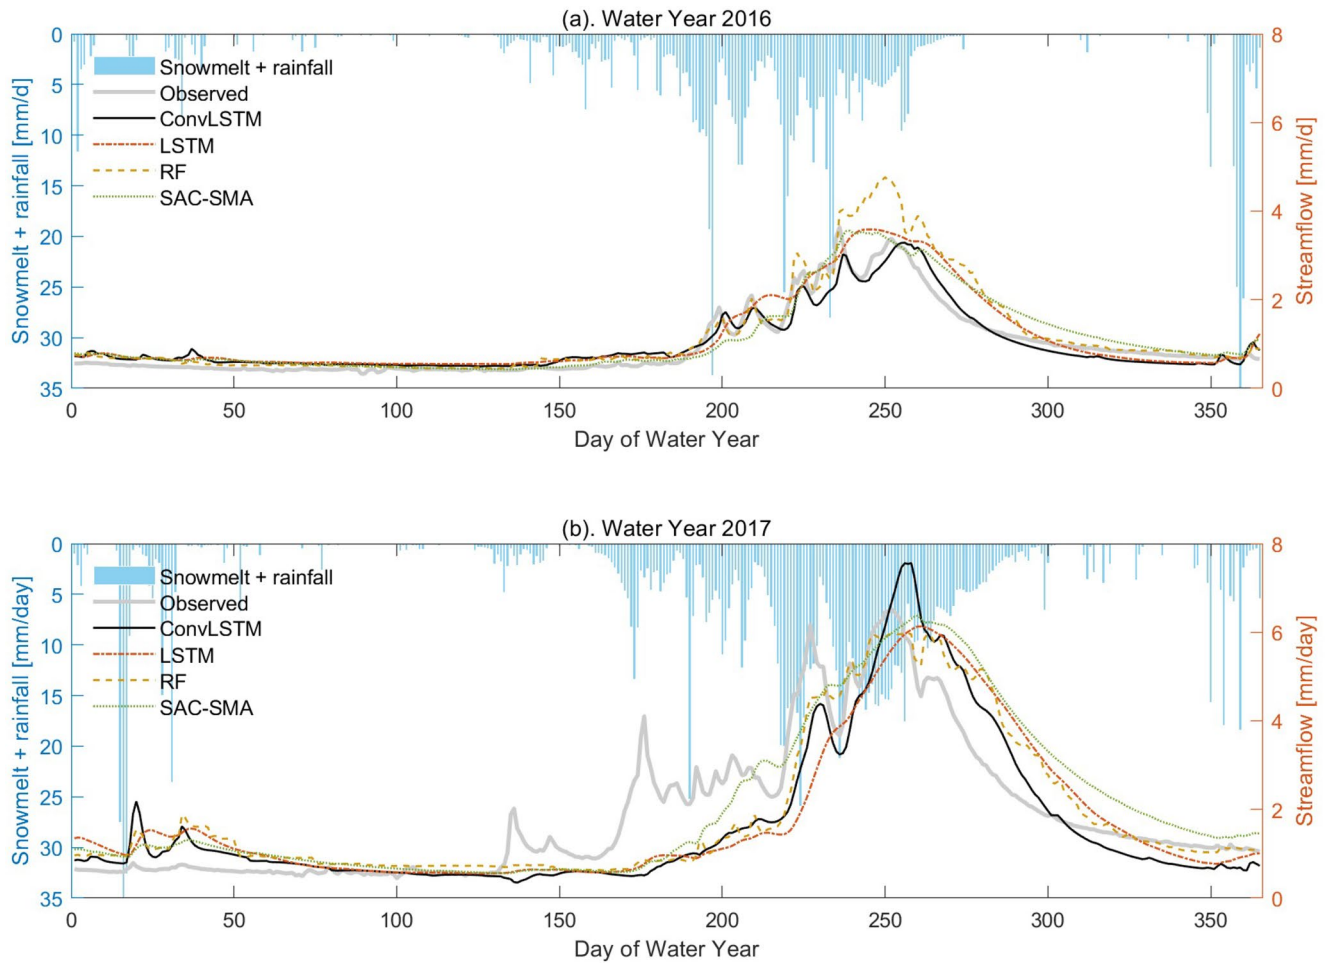 (a). Water Year 2016
Snowmelt + rainfall [mm/d]
0
5
10
15
20
25
30
35
Snowmelt + rainfall
Observed
ConvLSTM
LSTM
RF
SAC-SMA
8
6
4
2
0
Streamflow [mm/d]
0 50 100 150 200 250 300 350
Day of Water Year
(b). Water Year 2017
Snowmelt + rainfall [mm/day]
0
5
10
15
20
25
30
35
Snowmelt + rainfall
Observed
ConvLSTM
LSTM
RF
SAC-SMA
8
6
4
2
0
Streamflow [mm/day]
0 50 100 150 200 250 300 350
Day of Water Year